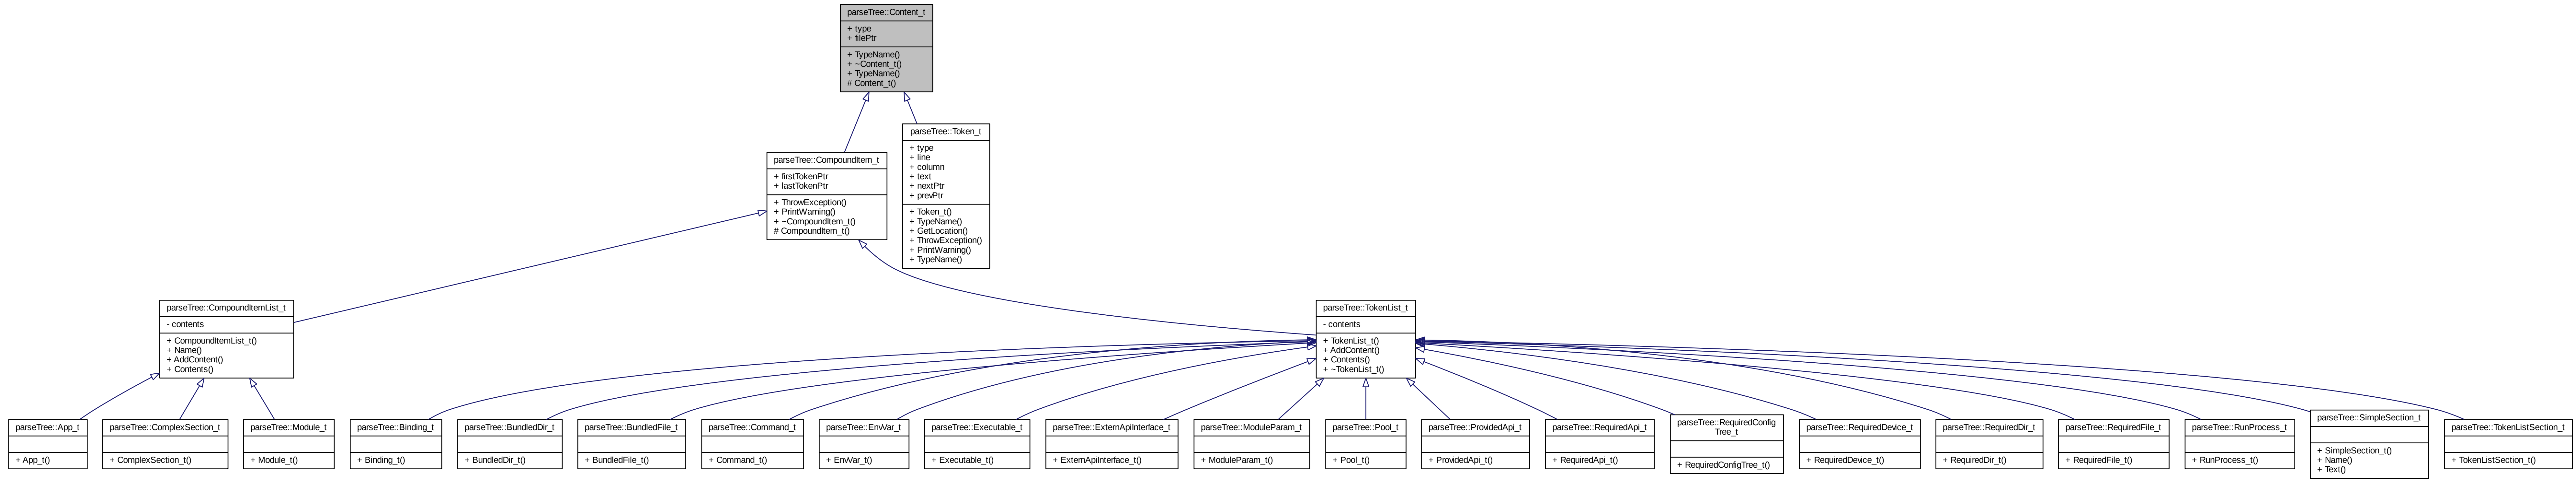 parseTree::Content_t
+ type
+ filePtr
+ TypeName()
+ ~Content_t()
+ TypeName()
# Content_t()
parseTree::Token_t
+ type
+ line
+ column
+ text
+ nextPtr
+ prevPtr
+ Token_t()
+ TypeName()
+ GetLocation()
+ ThrowException()
+ PrintWarning()
+ TypeName()
parseTree::CompoundItem_t
+ firstTokenPtr
+ lastTokenPtr
+ ThrowException()
+ PrintWarning()
+ ~CompoundItem_t()
# CompoundItem_t()
parseTree::CompoundItemList_t
- contents
+ CompoundItemList_t()
+ Name()
+ AddContent()
+ Contents()
parseTree::TokenList_t
- contents
+ TokenList_t()
+ AddContent()
+ Contents()
+ ~TokenList_t()
parseTree::App_t
+ App_t()
parseTree::ComplexSection_t
+ ComplexSection_t()
parseTree::Module_t
+ Module_t()
parseTree::Binding_t
+ Binding_t()
parseTree::BundledDir_t
+ BundledDir_t()
parseTree::BundledFile_t
+ BundledFile_t()
parseTree::Command_t
+ Command_t()
parseTree::EnvVar_t
+ EnvVar_t()
parseTree::Executable_t
+ Executable_t()
parseTree::ExternApiInterface_t
+ ExternApiInterface_t()
parseTree::ModuleParam_t
+ ModuleParam_t()
parseTree::Pool_t
+ Pool_t()
parseTree::ProvidedApi_t
+ ProvidedApi_t()
parseTree::RequiredApi_t
+ RequiredApi_t()
parseTree::RequiredConfig
Tree_t
+ RequiredConfigTree_t()
parseTree::RequiredDevice_t
+ RequiredDevice_t()
parseTree::RequiredDir_t
+ RequiredDir_t()
parseTree::RequiredFile_t
+ RequiredFile_t()
parseTree::RunProcess_t
+ RunProcess_t()
parseTree::SimpleSection_t
+ SimpleSection_t()
+ Name()
+ Text()
parseTree::TokenListSection_t
+ TokenListSection_t()